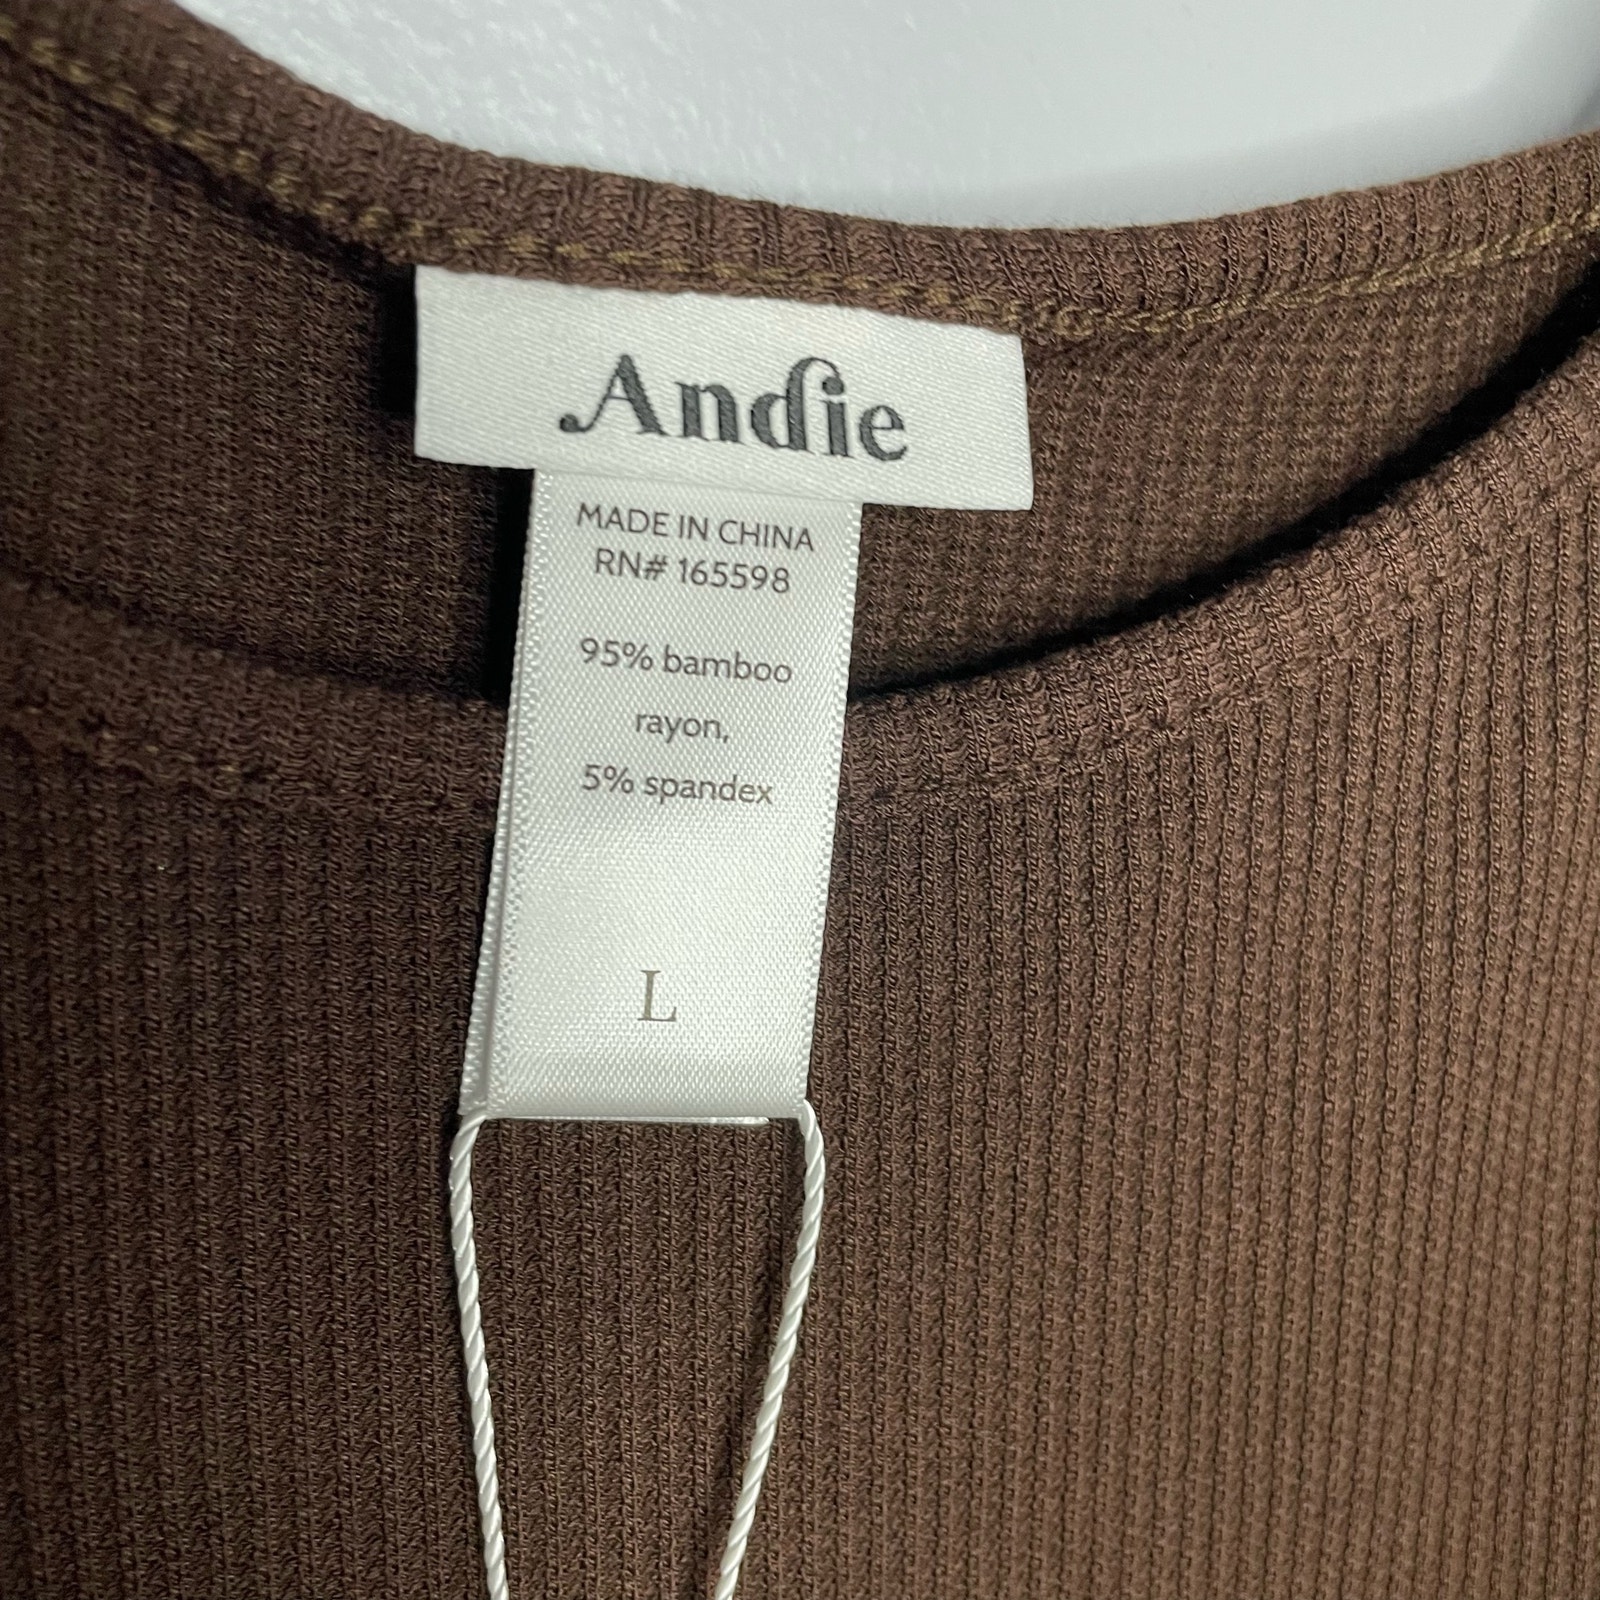 Andie
MADE IN CHINA
RN# 165598
95% bamboo
rayon,
5% spandex
L